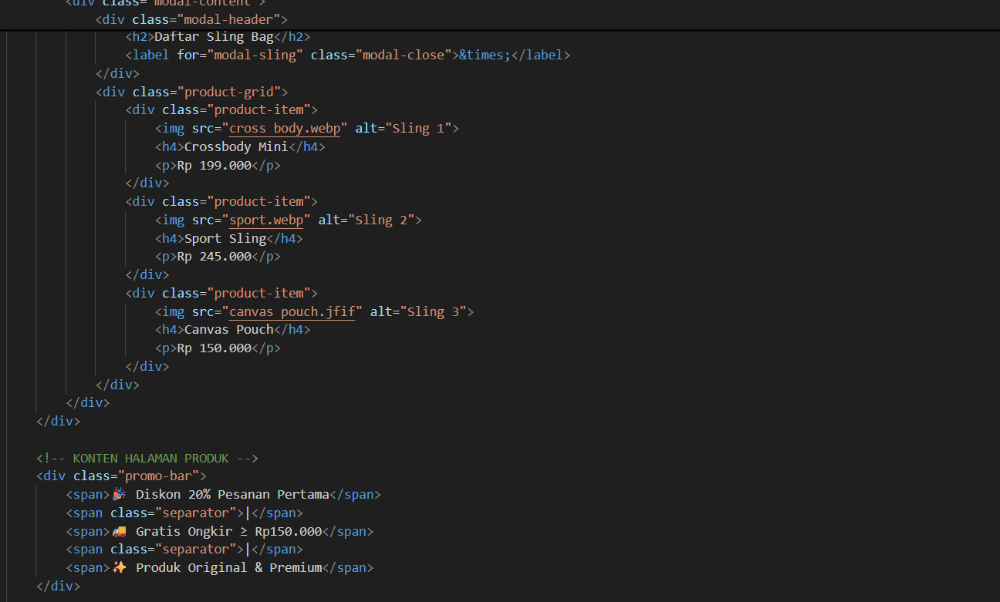 <div class="modal-content">
<div class="modal-header">
<h2>Daftar Sling Bag</h2>
<label for="modal-sling" class="modal-close">&times;</label>
</div>
<div class="product-grid">
<div class="product-item">
<img src="cross body.webp" alt="Sling 1">
<h4>Crossbody Mini</h4>
<p>Rp 199.000</p>
</div>
<div class="product-item">
<img src="sport.webp" alt="Sling 2">
<h4>Sport Sling</h4>
<p>Rp 245.000</p>
</div>
<div class="product-item">
<img src="canvas pouch.jfif" alt="Sling 3">
<h4>Canvas Pouch</h4>
<p>Rp 150.000</p>
</div>
</div>
</div>
</div>
<!-- KONTEN HALAMAN PRODUK -->
<div class="promo-bar">
<span>🎉 Diskon 20% Pesanan Pertama</span>
<span class="separator">|</span>
<span>🚚 Gratis Ongkir ≥ Rp150.000</span>
<span class="separator">|</span>
<span>✨ Produk Original & Premium</span>
</div>